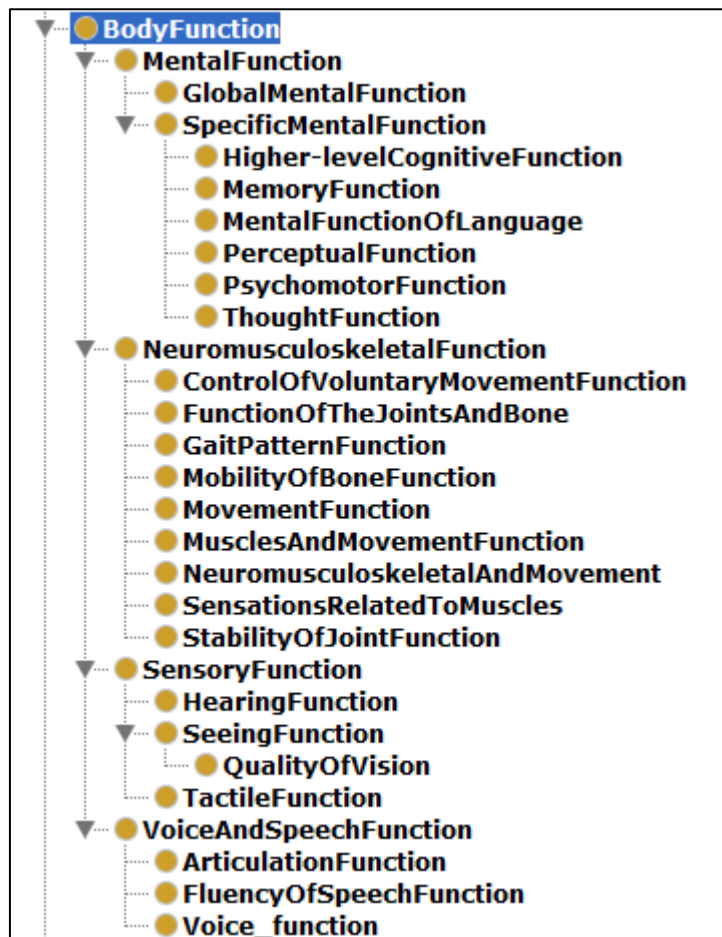 BodyFunction
MentalFunction
GlobalMentalFunction
SpecificMentalFunction
Higher-levelCognitiveFunction
MemoryFunction
MentalFunctionOfLanguage
PerceptualFunction
PsychomotorFunction
ThoughtFunction
NeuromusculoskeletalFunction
ControlOfVoluntaryMovementFunction
FunctionOfTheJointsAndBone
GaitPatternFunction
MobilityOfBoneFunction
MovementFunction
MusclesAndMovementFunction
NeuromusculoskeletalAndMovement
SensationsRelatedToMuscles
StabilityOfJointFunction
SensoryFunction
HearingFunction
SeeingFunction
QualityOfVision
TactileFunction
VoiceAndSpeechFunction
ArticulationFunction
FluencyOfSpeechFunction
Voice_function